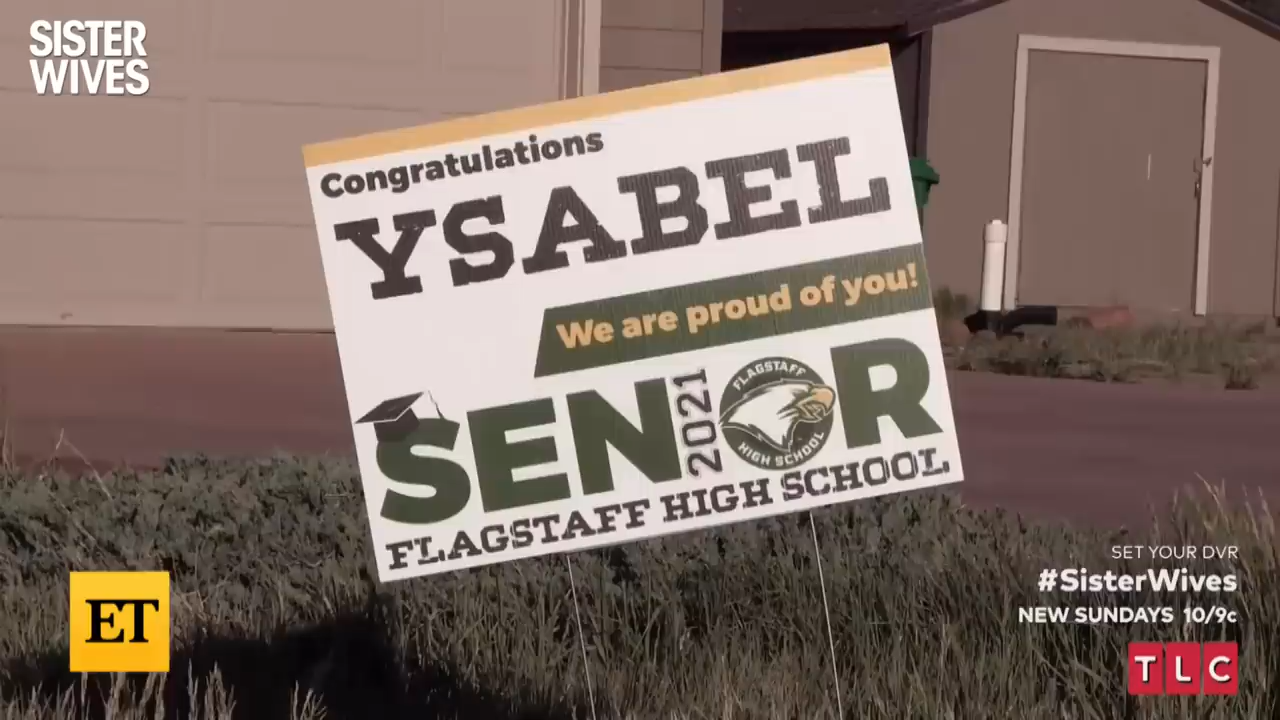 SISTER
WIVES
Congratulations
YSABEL
We are proud of you!
SENIOR
2021
FLAGSTAFF
HIGH SCHOOL
FLAGSTAFF HIGH SCHOOL
SET YOUR DVR
#SisterWives
NEW SUNDAYS 10/9c
ET
TLC